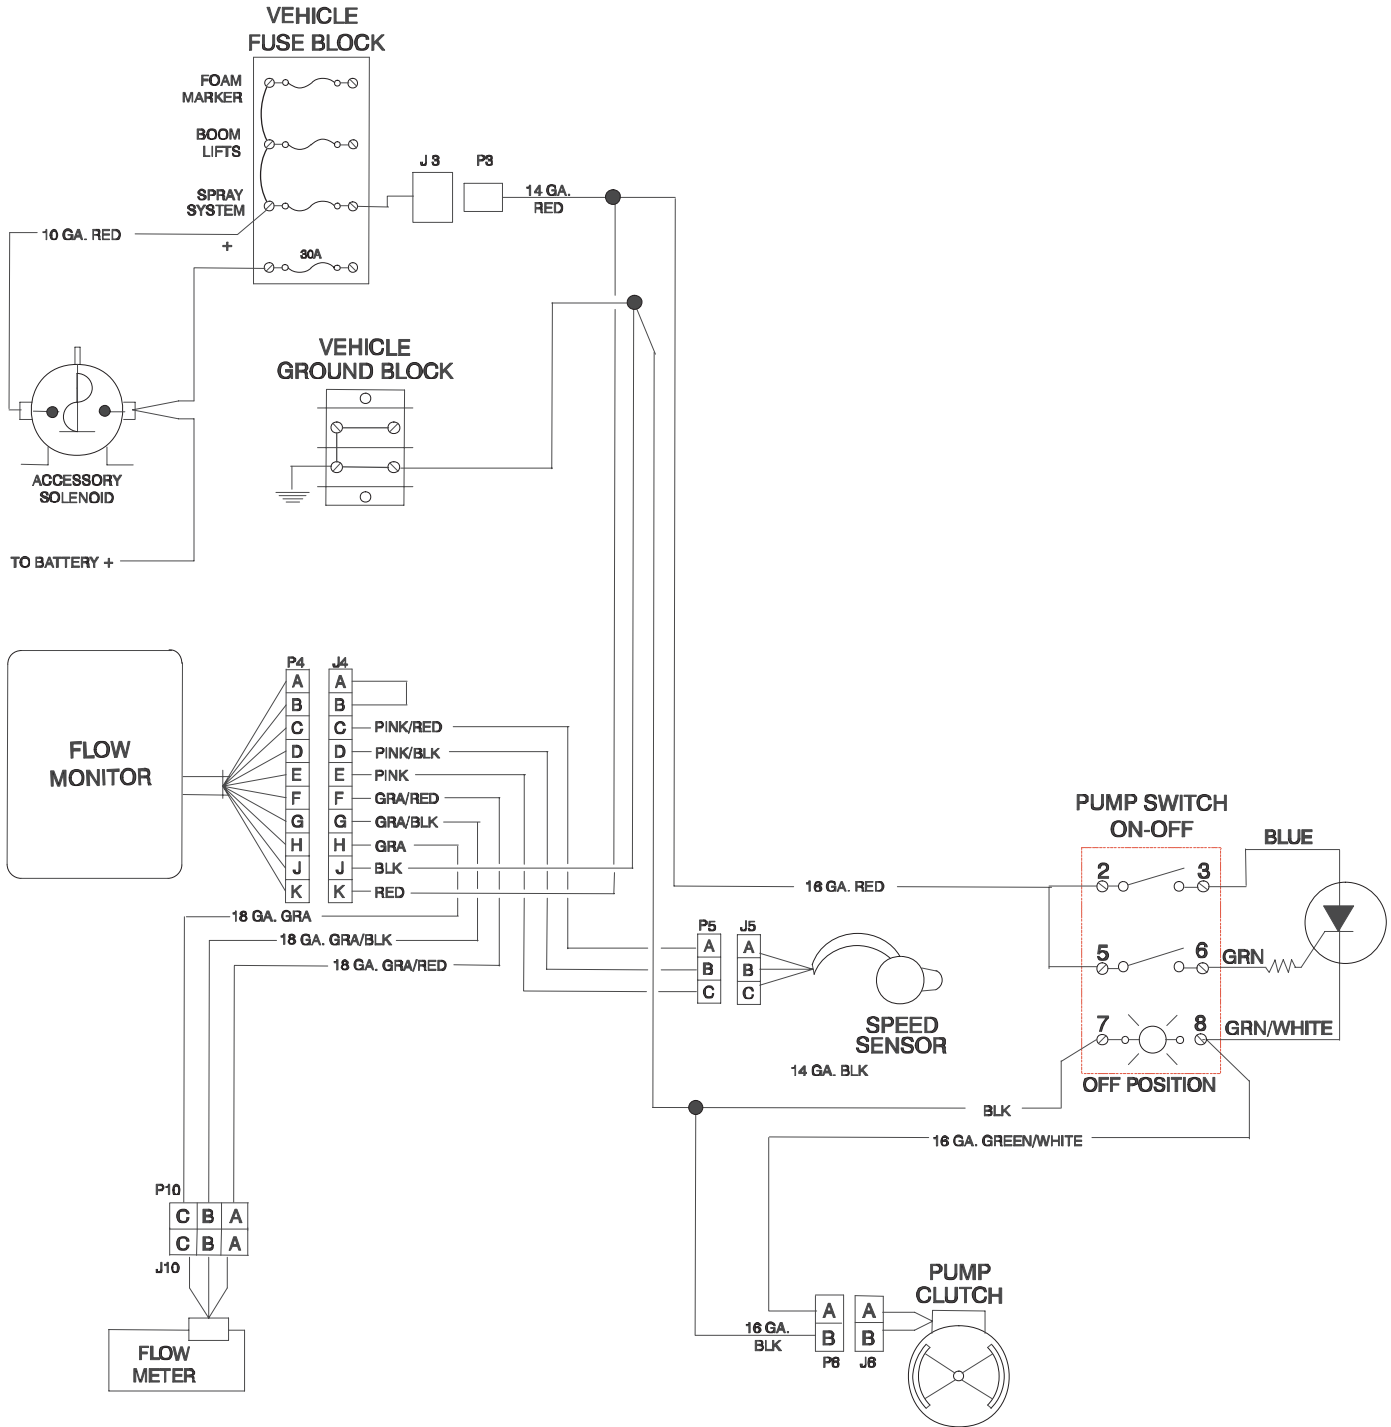 VEHICLE
FUSE BLOCK
FOAM
MARKER
BOOM
LIFTS
SPRAY
SYSTEM
10 GA. RED
+
30A
J 3
P3
14 GA.
RED
VEHICLE
GROUND BLOCK
ACCESSORY
SOLENOID
TO BATTERY +
FLOW
MONITOR
P4
J4
A
B
C
D
E
F
G
H
J
K
A
B
C
D
E
F
G
H
J
K
PINK/RED
PINK/BLK
PINK
GRA/RED
GRA/BLK
GRA
BLK
RED
18 GA. GRA
18 GA. GRA/BLK
18 GA. GRA/RED
16 GA. RED
PUMP SWITCH
ON-OFF
BLUE
2
3
5
6
GRN
7
8
GRN/WHITE
OFF POSITION
P5
J5
A
B
C
A
B
C
SPEED
SENSOR
14 GA. BLK
BLK
16 GA. GREEN/WHITE
P10
C B A
C B A
J10
FLOW
METER
PUMP
CLUTCH
16 GA.
BLK
A
B
A
B
P6
J6